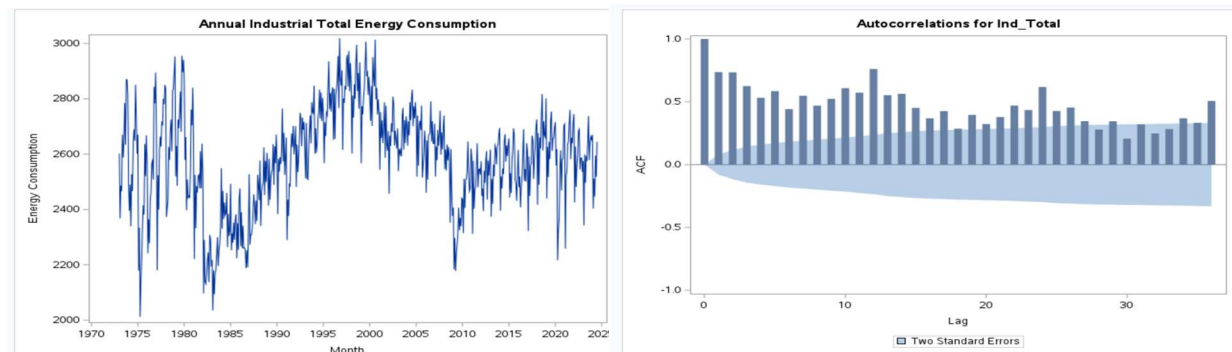 Annual Industrial Total Energy Consumption
3000
2800
2600
2400
2200
2000
Energy Consumption
1970 1975 1980 1985 1990 1995 2000 2005 2010 2015 2020 2025
Month
Autocorrelations for Ind_Total
1.0
0.5
0.0
-0.5
-1.0
ACF
0 10 20 30
Lag
Two Standard Errors